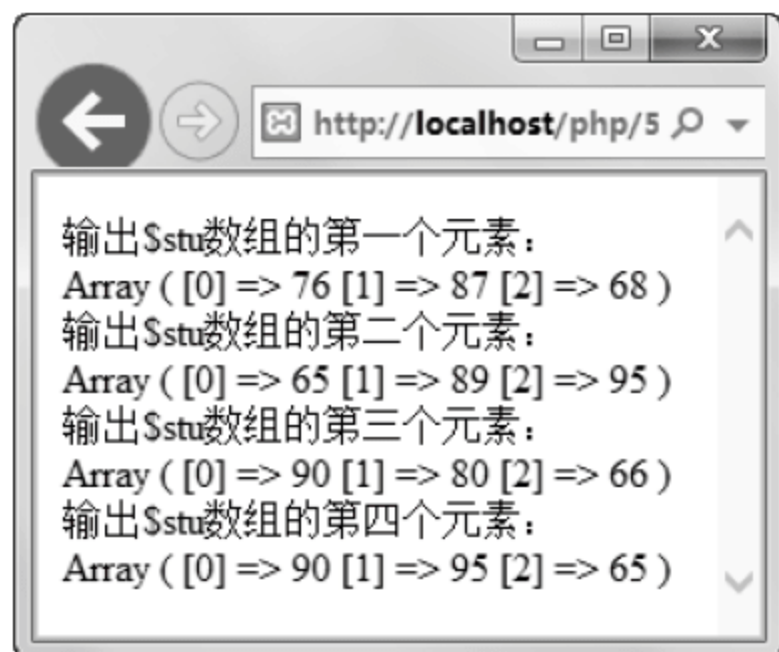 http://localhost/php/5
输出$stu数组的第一个元素：
Array ( [0] => 76 [1] => 87 [2] => 68 )
输出$stu数组的第二个元素：
Array ( [0] => 65 [1] => 89 [2] => 95 )
输出$stu数组的第三个元素：
Array ( [0] => 90 [1] => 80 [2] => 66 )
输出$stu数组的第四个元素：
Array ( [0] => 90 [1] => 95 [2] => 65 )